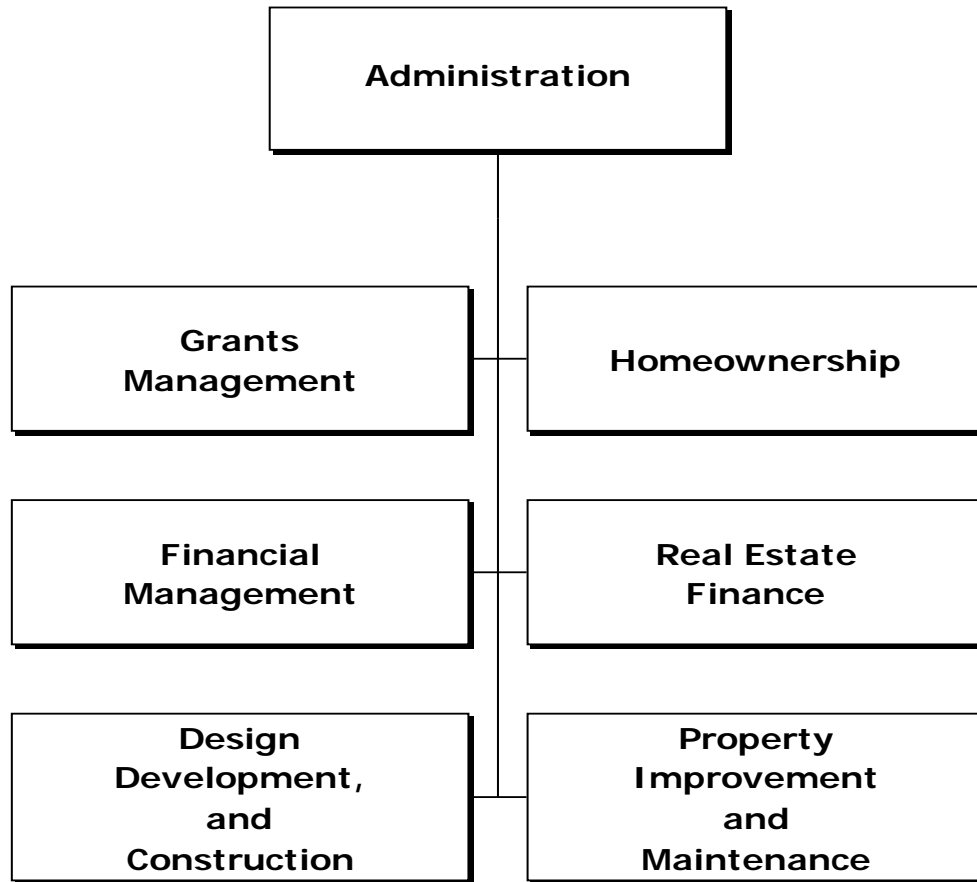 Administration
Grants
Management
Homeownership
Financial
Management
Real Estate
Finance
Design
Development,
and
Construction
Property
Improvement
and
Maintenance